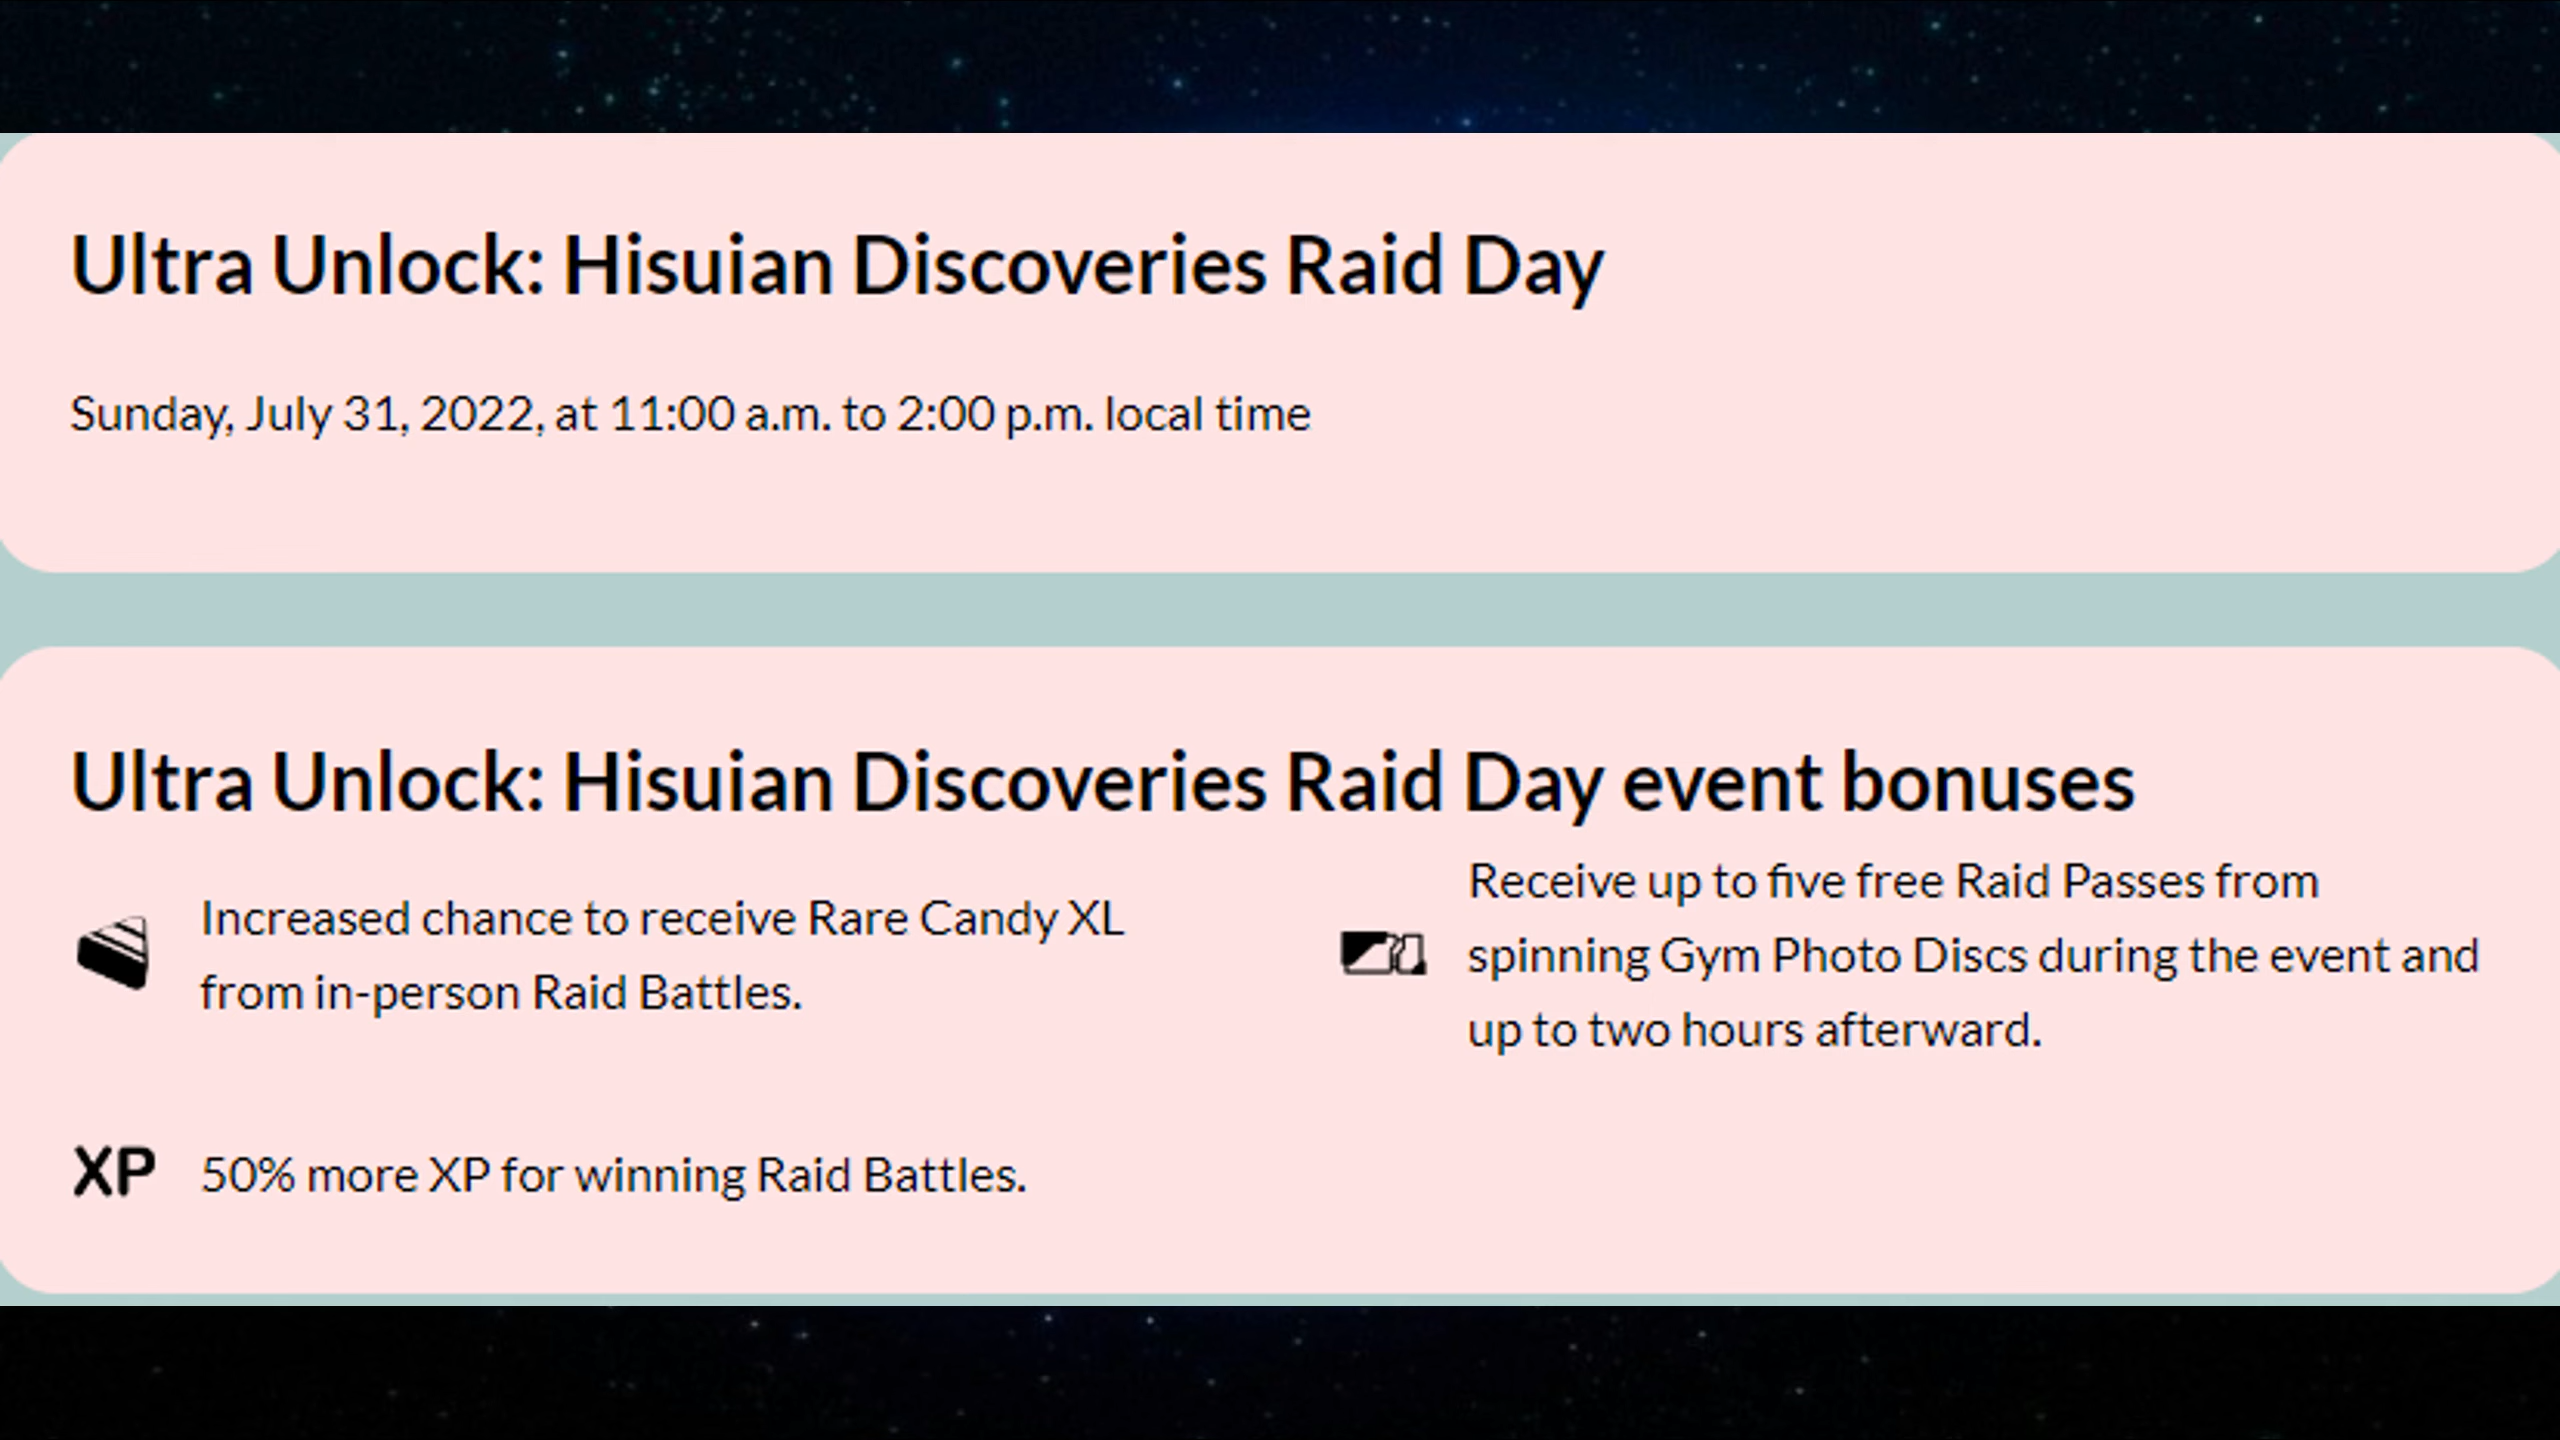 Ultra Unlock: Hisuian Discoveries Raid Day
Sunday, July 31, 2022, at 11:00 a.m. to 2:00 p.m. local time
Ultra Unlock: Hisuian Discoveries Raid Day event bonuses
Increased chance to receive Rare Candy XL
from in-person Raid Battles.
Receive up to five free Raid Passes from
spinning Gym Photo Discs during the event and
up to two hours afterward.
XP
50% more XP for winning Raid Battles.